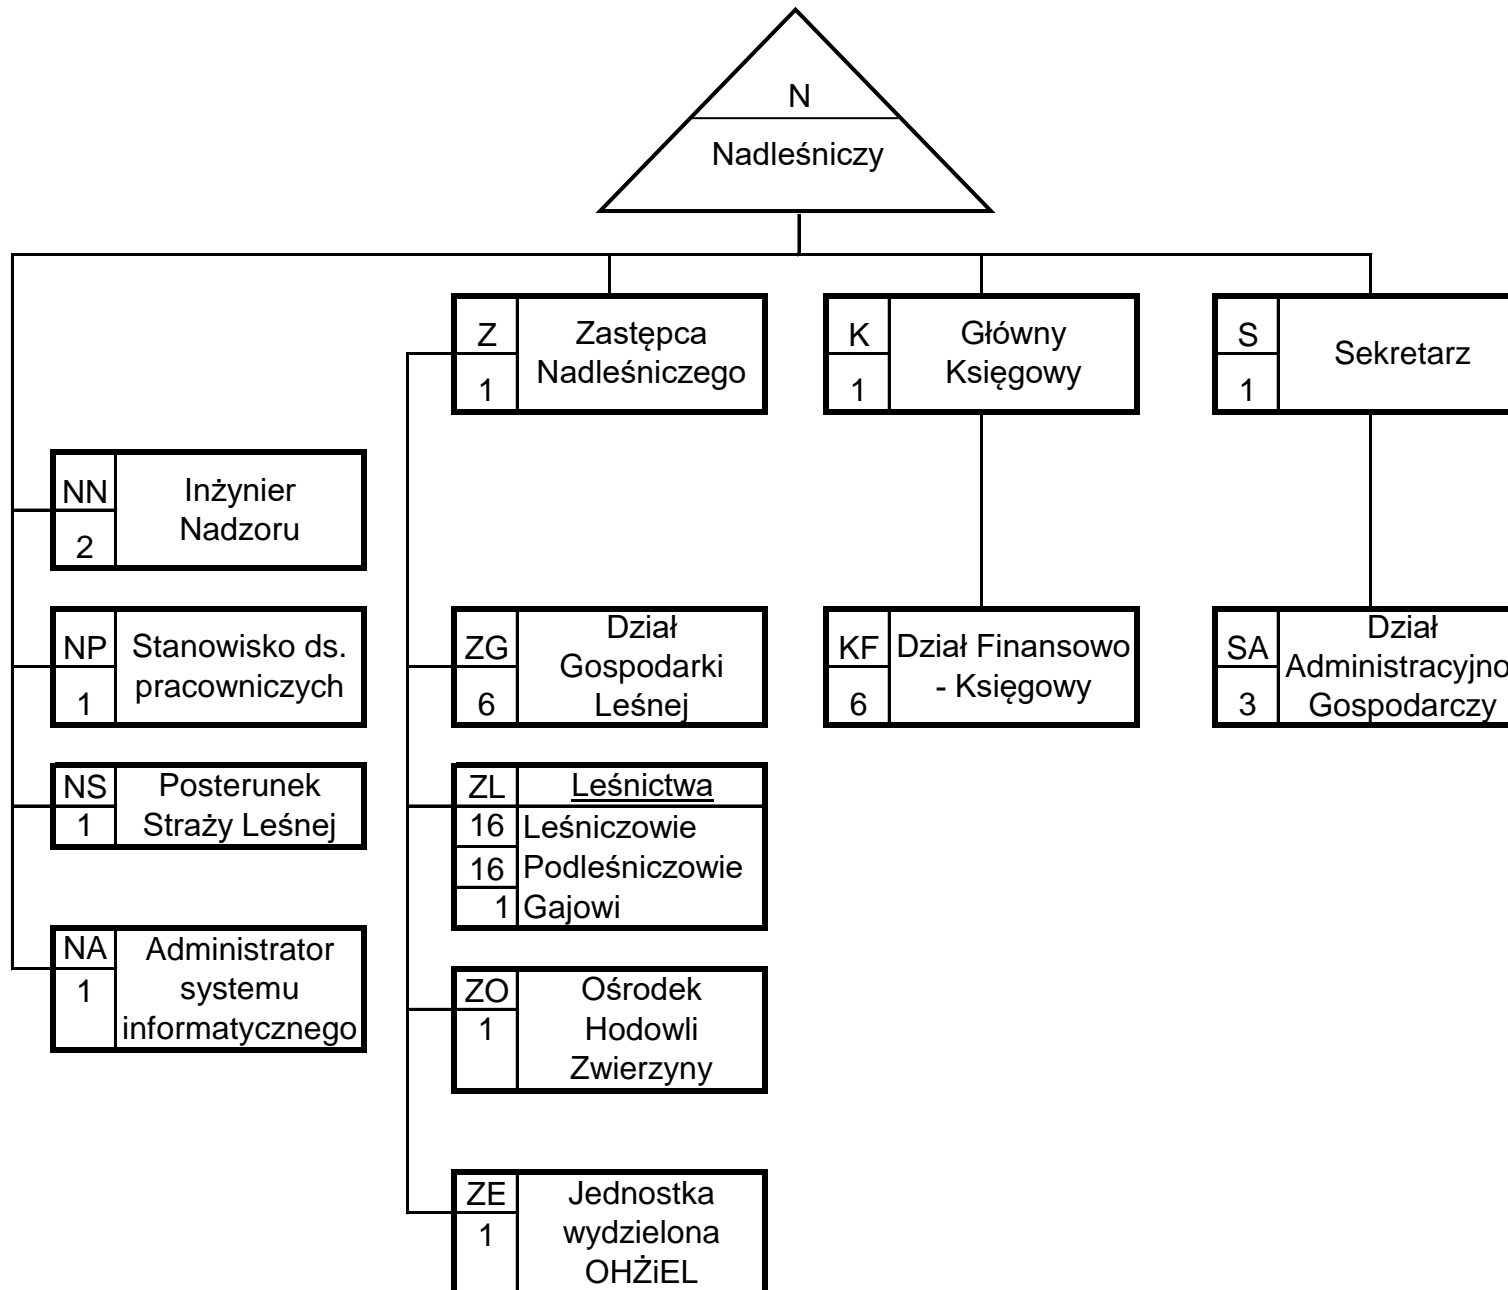 N
Nadleśniczy
Z
1
Zastępca
Nadleśniczego
K
1
Główny
Księgowy
S
1
Sekretarz
NN
2
Inżynier
Nadzoru
NP
1
Stanowisko ds.
pracowniczych
ZG
6
Dział
Gospodarki
Leśnej
KF
6
Dział Finansowo
- Księgowy
SA
3
Dział
Administracyjno
Gospodarczy
NS
1
Posterunek
Straży Leśnej
ZL
Leśnictwa
16 Leśniczowie
16 Podleśniczowie
1 Gajowi
NA
1
Administrator
systemu
informatycznego
ZO
1
Ośrodek
Hodowli
Zwierzyny
ZE
1
Jednostka
wydzielona
OHŻiEL